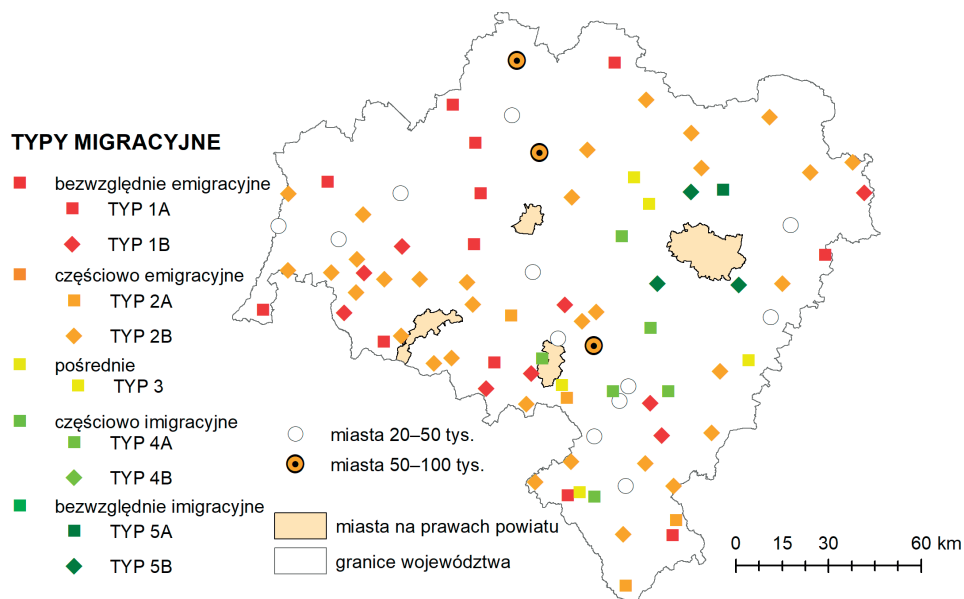 TYPY MIGRACYJNE
bezwzględnie emigracyjne
TYP 1A
TYP 1B
częściowo emigracyjne
TYP 2A
TYP 2B
pośrednie
TYP 3
częściowo imigracyjne
TYP 4A
TYP 4B
bezwzględnie imigracyjne
TYP 5A
TYP 5B
miasta 20–50 tys.
miasta 50–100 tys.
miasta na prawach powiatu
granice województwa
0 15 30 60 km